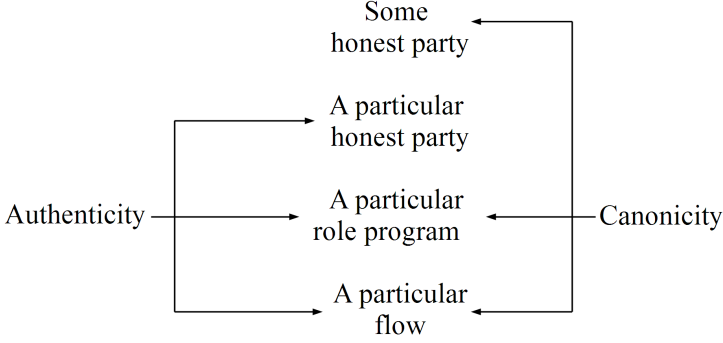 Some
honest party
A particular
honest party
Authenticity
A particular
role program
Canonicity
A particular
flow